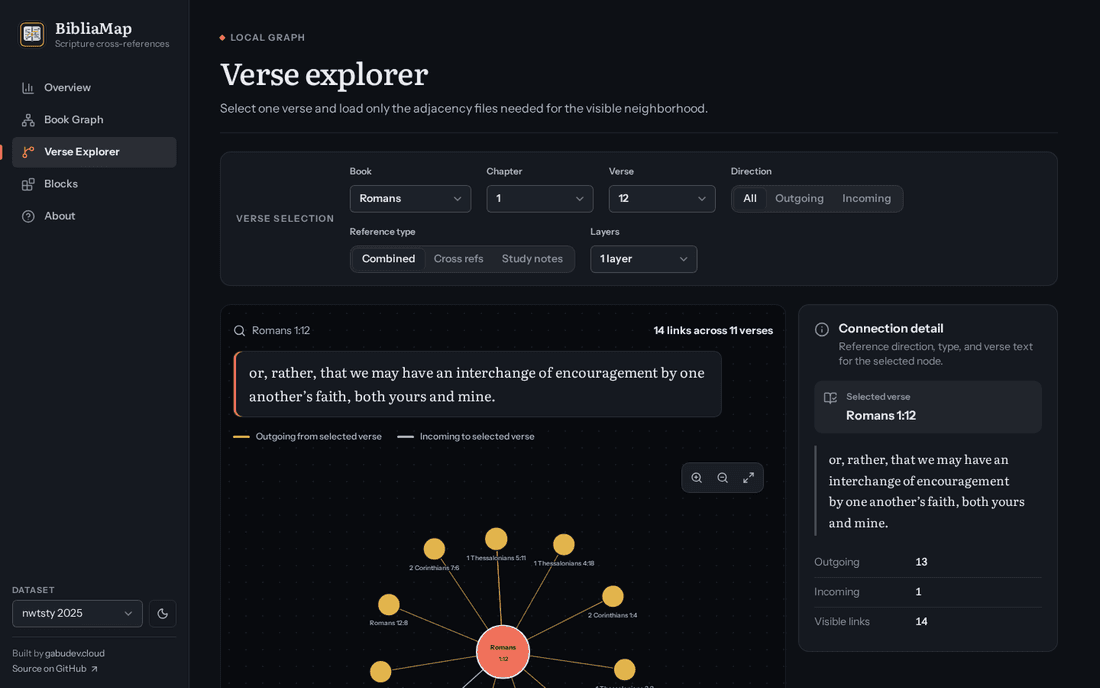 BibliaMap
Scripture cross-references
Overview
Book Graph
Verse Explorer
Blocks
About
DATASET
nwtsty 2025
Built by gabudev.cloud
Source on GitHub ↗
LOCAL GRAPH
Verse explorer
Select one verse and load only the adjacency files needed for the visible neighborhood.
VERSE SELECTION
Book
Chapter
Verse
Direction
Romans
1
12
All
Outgoing
Incoming
Reference type
Layers
Combined
Cross refs
Study notes
1 layer
Romans 1:12
14 links across 11 verses
or, rather, that we may have an interchange of encouragement by one
another’s faith, both yours and mine.
Outgoing from selected verse
Incoming to selected verse
1 Thessalonians 5:11
1 Thessalonians 4:18
2 Corinthians 7:6
2 Corinthians 1:4
Romans 12:8
Romans
1:12
Connection detail
Reference direction, type, and verse text
for the selected node.
Selected verse
Romans 1:12
or, rather, that we may have an
interchange of encouragement
by one another’s faith, both yours
and mine.
Outgoing 13
Incoming 1
Visible links 14